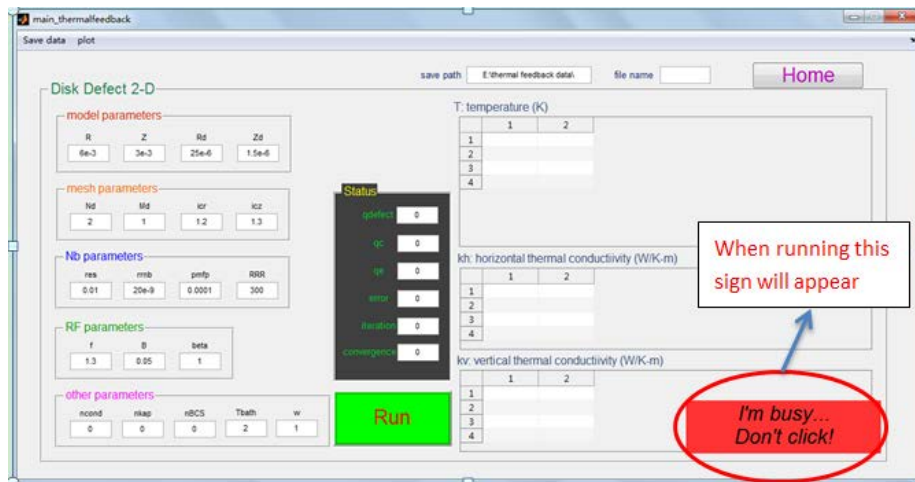 main_thermalfeedback
Save data plot
save path E:\thermal feedback data\ file name Home
Disk Defect 2-D
model parameters
R Z Rd Zd
6e-3 3e-3 25e-6 1.5e-6
mesh parameters
Nd Md icr icz
2 1 1.2 1.3
Nb parameters
res rrrb pmfp RRR
0.01 20e-9 0.0001 300
RF parameters
f B beta
1.3 0.05 1
other parameters
ncond nkap nBCS Tbath w
0 0 0 2 1
Status
qdefect 0
qc 0
qe 0
error 0
iteration 0
convergence 0
Run
T: temperature (K)
1 2
1
2
3
4
kh: horizontal thermal conductiivity (W/K-m)
1 2
1
2
3
4
kv: vertical thermal conductiivity (W/K-m)
1 2
1
2
3
4
When running this
sign will appear
I'm busy...
Don't click!